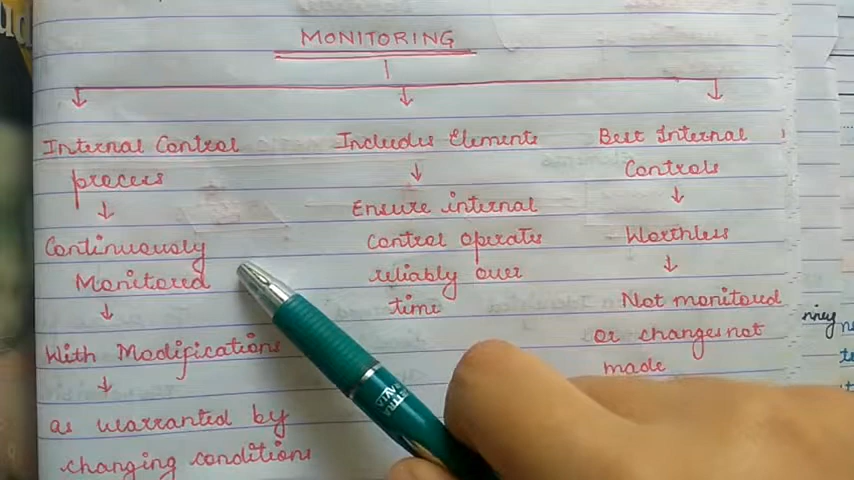 MONITORING
Internal Control
process
Continuously
Monitored
With Modifications
as warranted by
changing conditions
Includes Elements
Ensure internal
Control operates
reliably over
time
Best internal
Controls
Worthless
Not monitored
or changes not
made